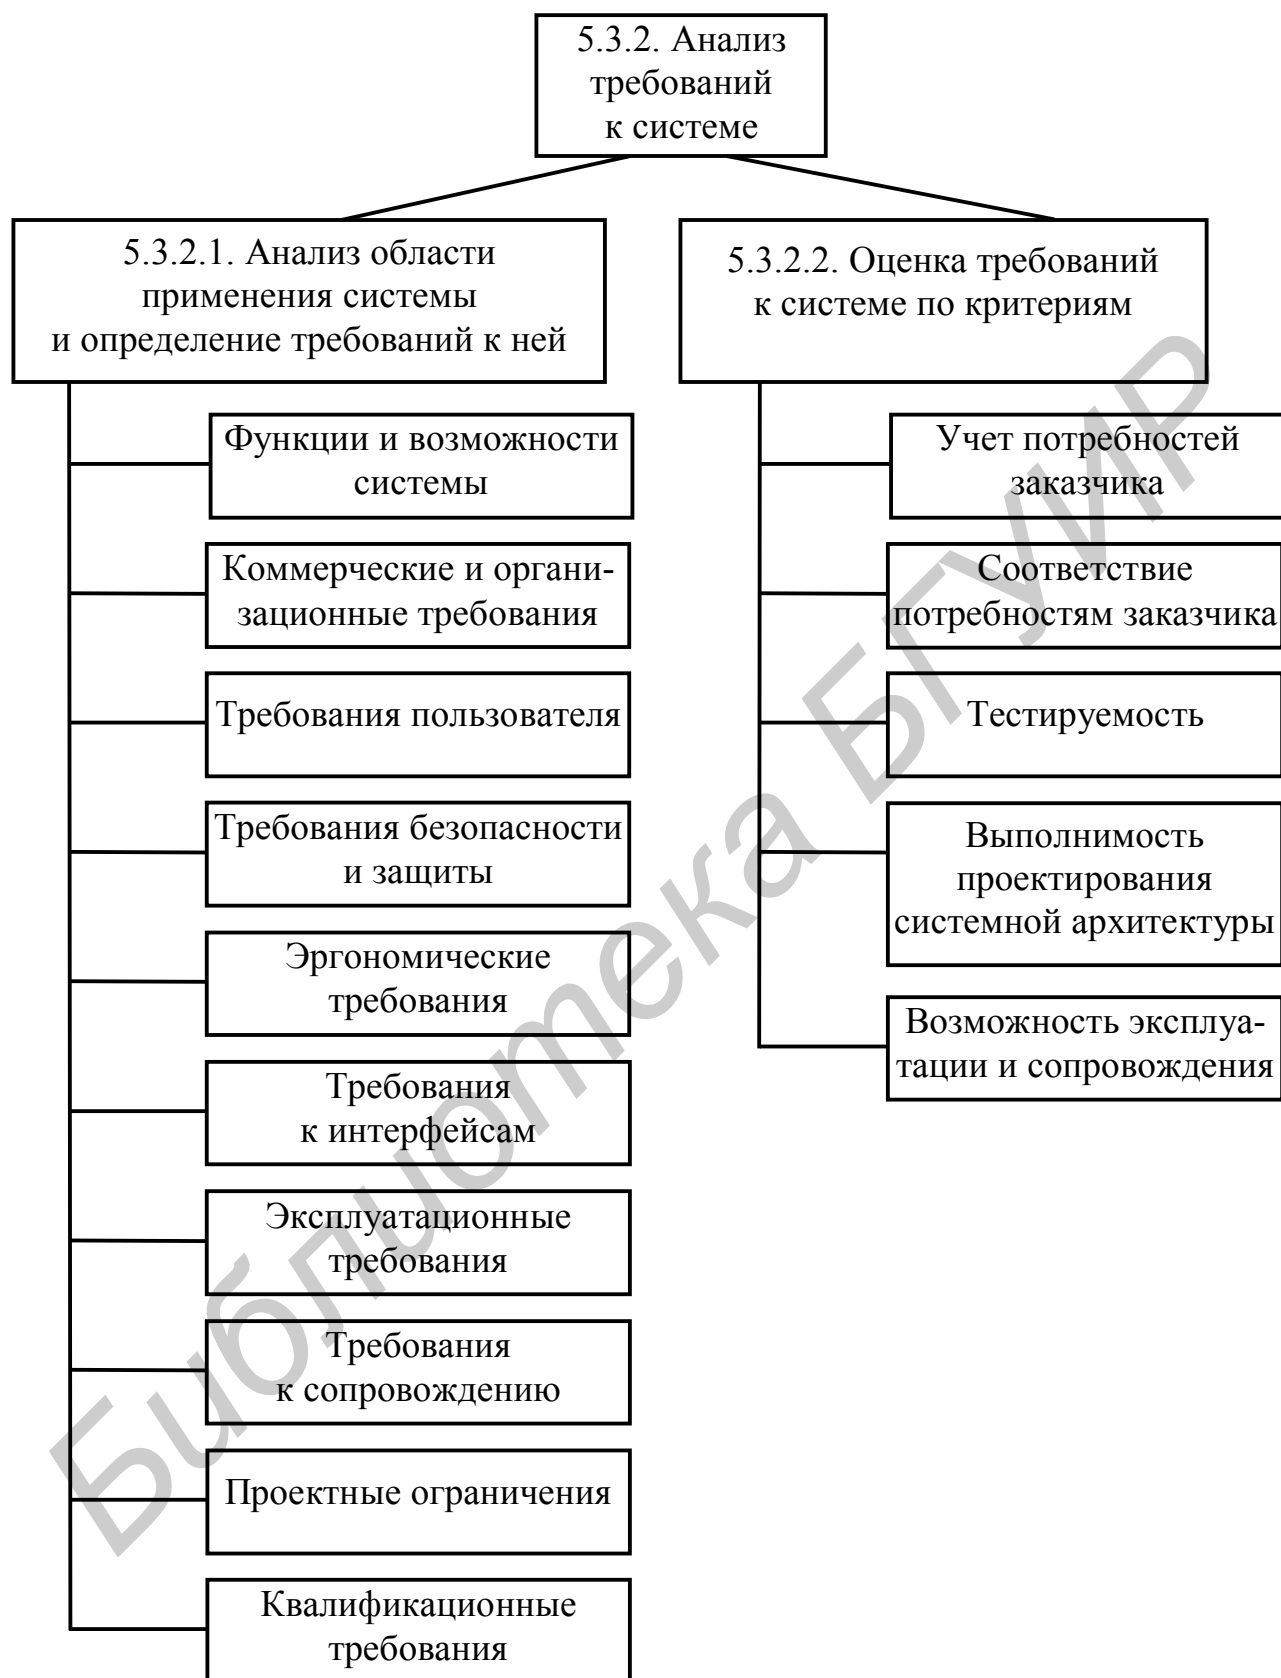 5.3.2. Анализ
требований
к системе
5.3.2.1. Анализ области
применения системы
и определение требований к ней
Функции и возможности
системы
Коммерческие и органи-
зационные требования
Требования пользователя
Требования безопасности
и защиты
Эргономические
требования
Требования
к интерфейсам
Эксплуатационные
требования
Требования
к сопровождению
Проектные ограничения
Квалификационные
требования
5.3.2.2. Оценка требований
к системе по критериям
Учет потребностей
заказчика
Соответствие
потребностям заказчика
Тестируемость
Выполнимость
проектирования
системной архитектуры
Возможность эксплуа-
тации и сопровождения
Библиотека БГУИР